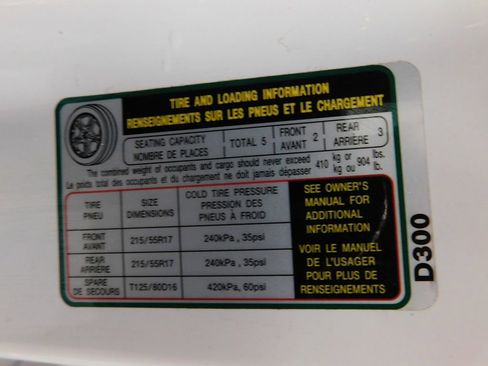 TIRE AND LOADING INFORMATION
RENSEIGNEMENTS SUR LES PNEUS ET LE CHARGEMENT
SEATING CAPACITY
NOMBRE DE PLACES
TOTAL 5
FRONT
AVANT 2
REAR
ARRIÈRE 3
The combined weight of occupants and cargo should never exceed 410 kg or 904 lbs.
Le poids total des occupants et du chargement ne doit jamais dépasser 410 kg ou 904 lb.
TIRE
PNEU
SIZE
DIMENSIONS
COLD TIRE PRESSURE
PRESSION DES
PNEUS À FROID
FRONT
AVANT
215/55R17
240kPa, 35psi
REAR
ARRIÈRE
215/55R17
240kPa, 35psi
SPARE
DE SECOURS
T125/80D16
420kPa, 60psi
SEE OWNER'S
MANUAL FOR
ADDITIONAL
INFORMATION
VOIR LE MANUEL
DE L'USAGER
POUR PLUS DE
RENSEIGNEMENTS
D300